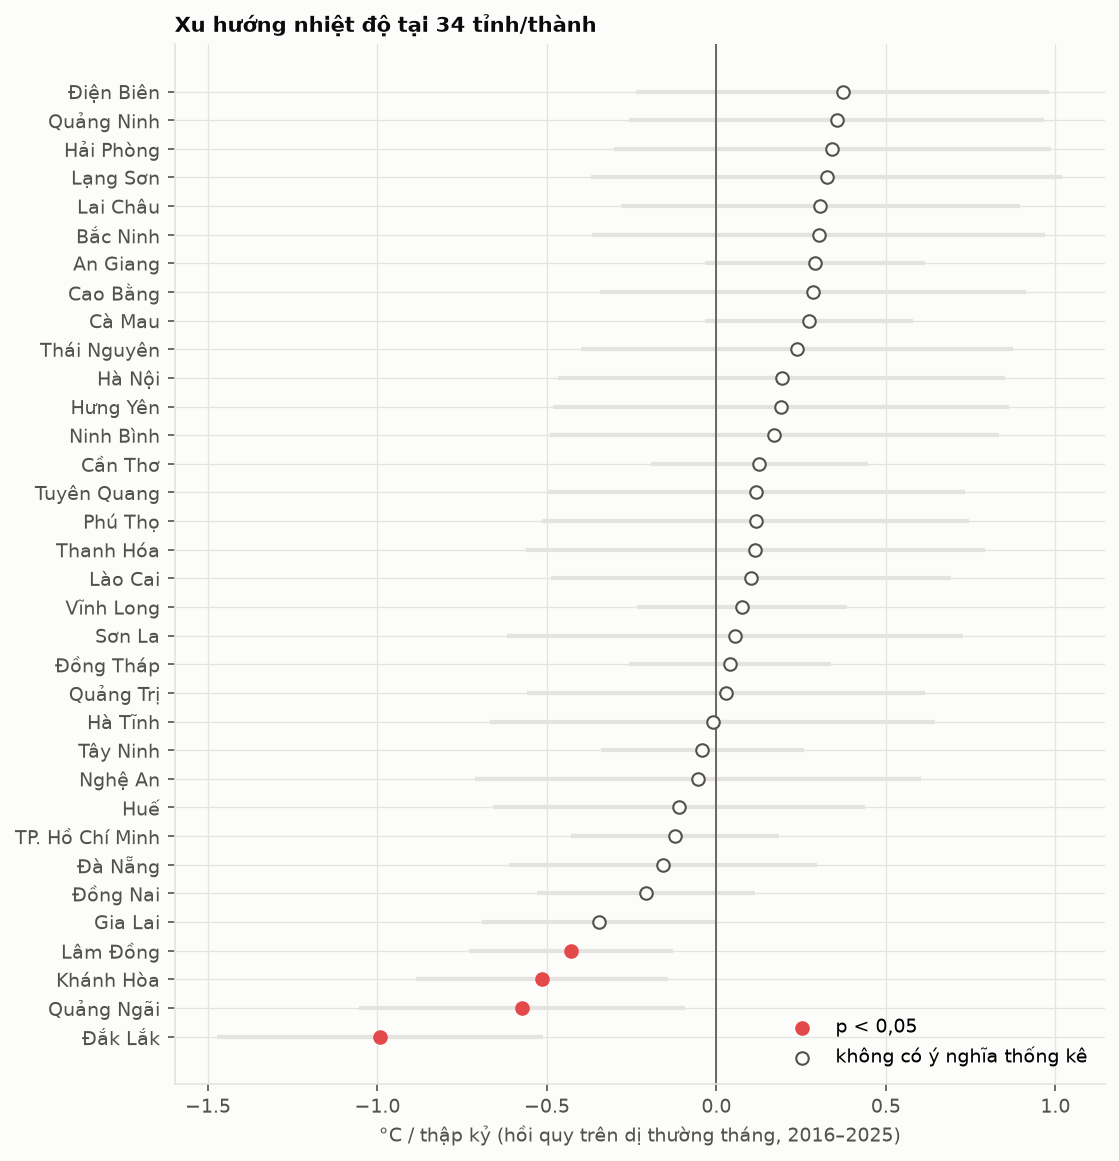 Xu hướng nhiệt độ tại 34 tỉnh/thành
Điện Biên
Quảng Ninh
Hải Phòng
Lạng Sơn
Lai Châu
Bắc Ninh
An Giang
Cao Bằng
Cà Mau
Thái Nguyên
Hà Nội
Hưng Yên
Ninh Bình
Cần Thơ
Tuyên Quang
Phú Thọ
Thanh Hóa
Lào Cai
Vĩnh Long
Sơn La
Đồng Tháp
Quảng Trị
Hà Tĩnh
Tây Ninh
Nghệ An
Huế
TP. Hồ Chí Minh
Đà Nẵng
Đồng Nai
Gia Lai
Lâm Đồng
Khánh Hòa
Quảng Ngãi
Đắk Lắk
p < 0,05
không có ý nghĩa thống kê
−1.5 −1.0 −0.5 0.0 0.5 1.0
°C / thập kỷ (hồi quy trên dị thường tháng, 2016–2025)